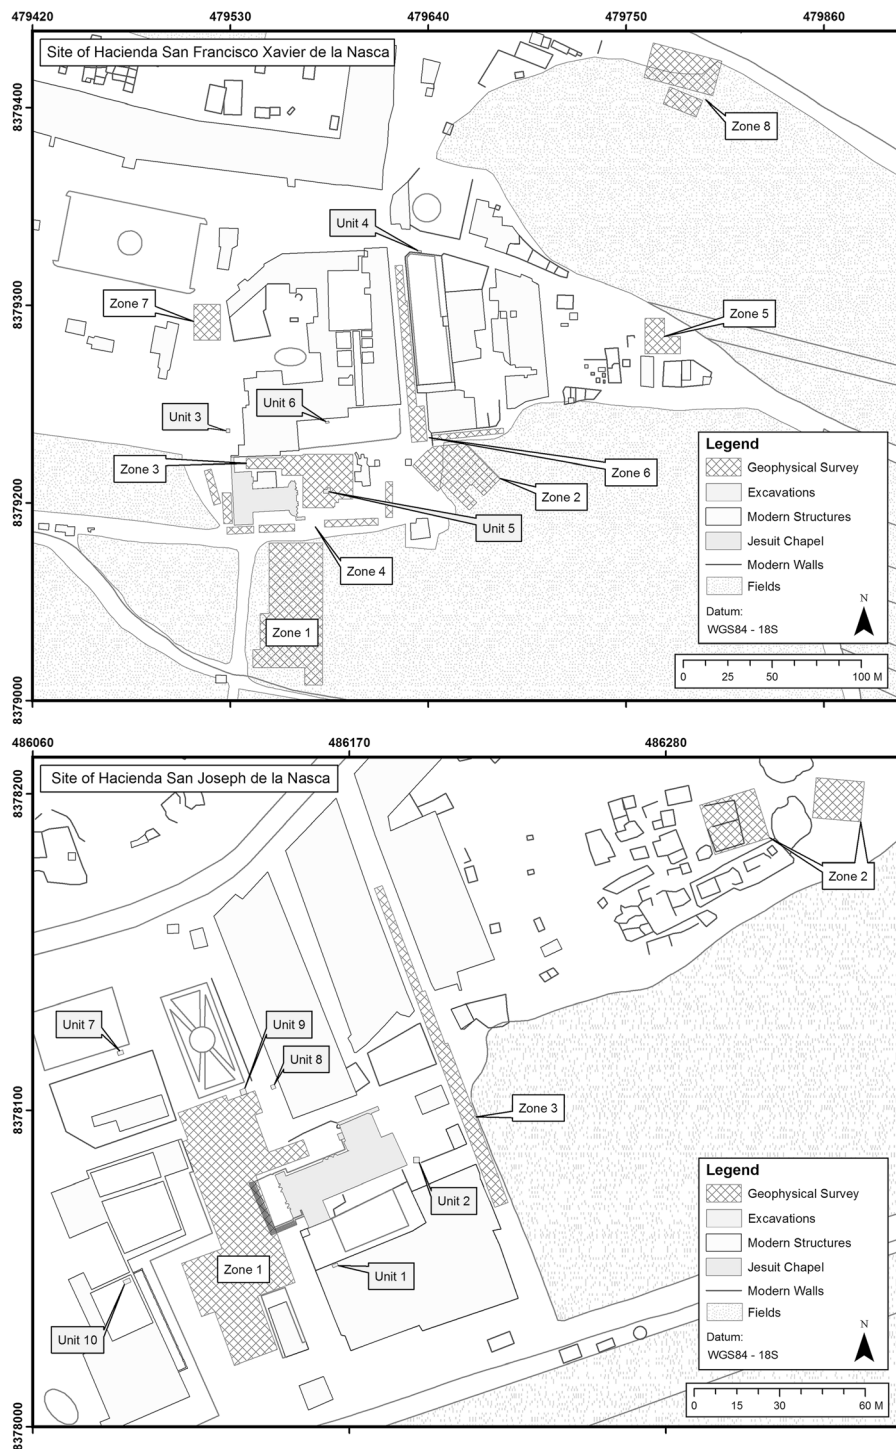 479420 479530 479640 479750 479860
Site of Hacienda San Francisco Xavier de la Nasca
8379400
Zone 8
Unit 4
8379300
Zone 7
Zone 5
Unit 6
Unit 3
Zone 3
Zone 6
Zone 2
8379200
Unit 5
Zone 4
Zone 1
8379000
Legend
Geophysical Survey
Excavations
Modern Structures
Jesuit Chapel
Modern Walls
Fields
Datum:
WGS84 - 18S
N
0 25 50 100 M
486060 486170 486280
Site of Hacienda San Joseph de la Nasca
8378200
Zone 2
Unit 7
Unit 9
Unit 8
8378100
Zone 3
Unit 2
Zone 1
Unit 1
Unit 10
8378000
Legend
Geophysical Survey
Excavations
Modern Structures
Jesuit Chapel
Modern Walls
Fields
Datum:
WGS84 - 18S
N
0 15 30 60 M